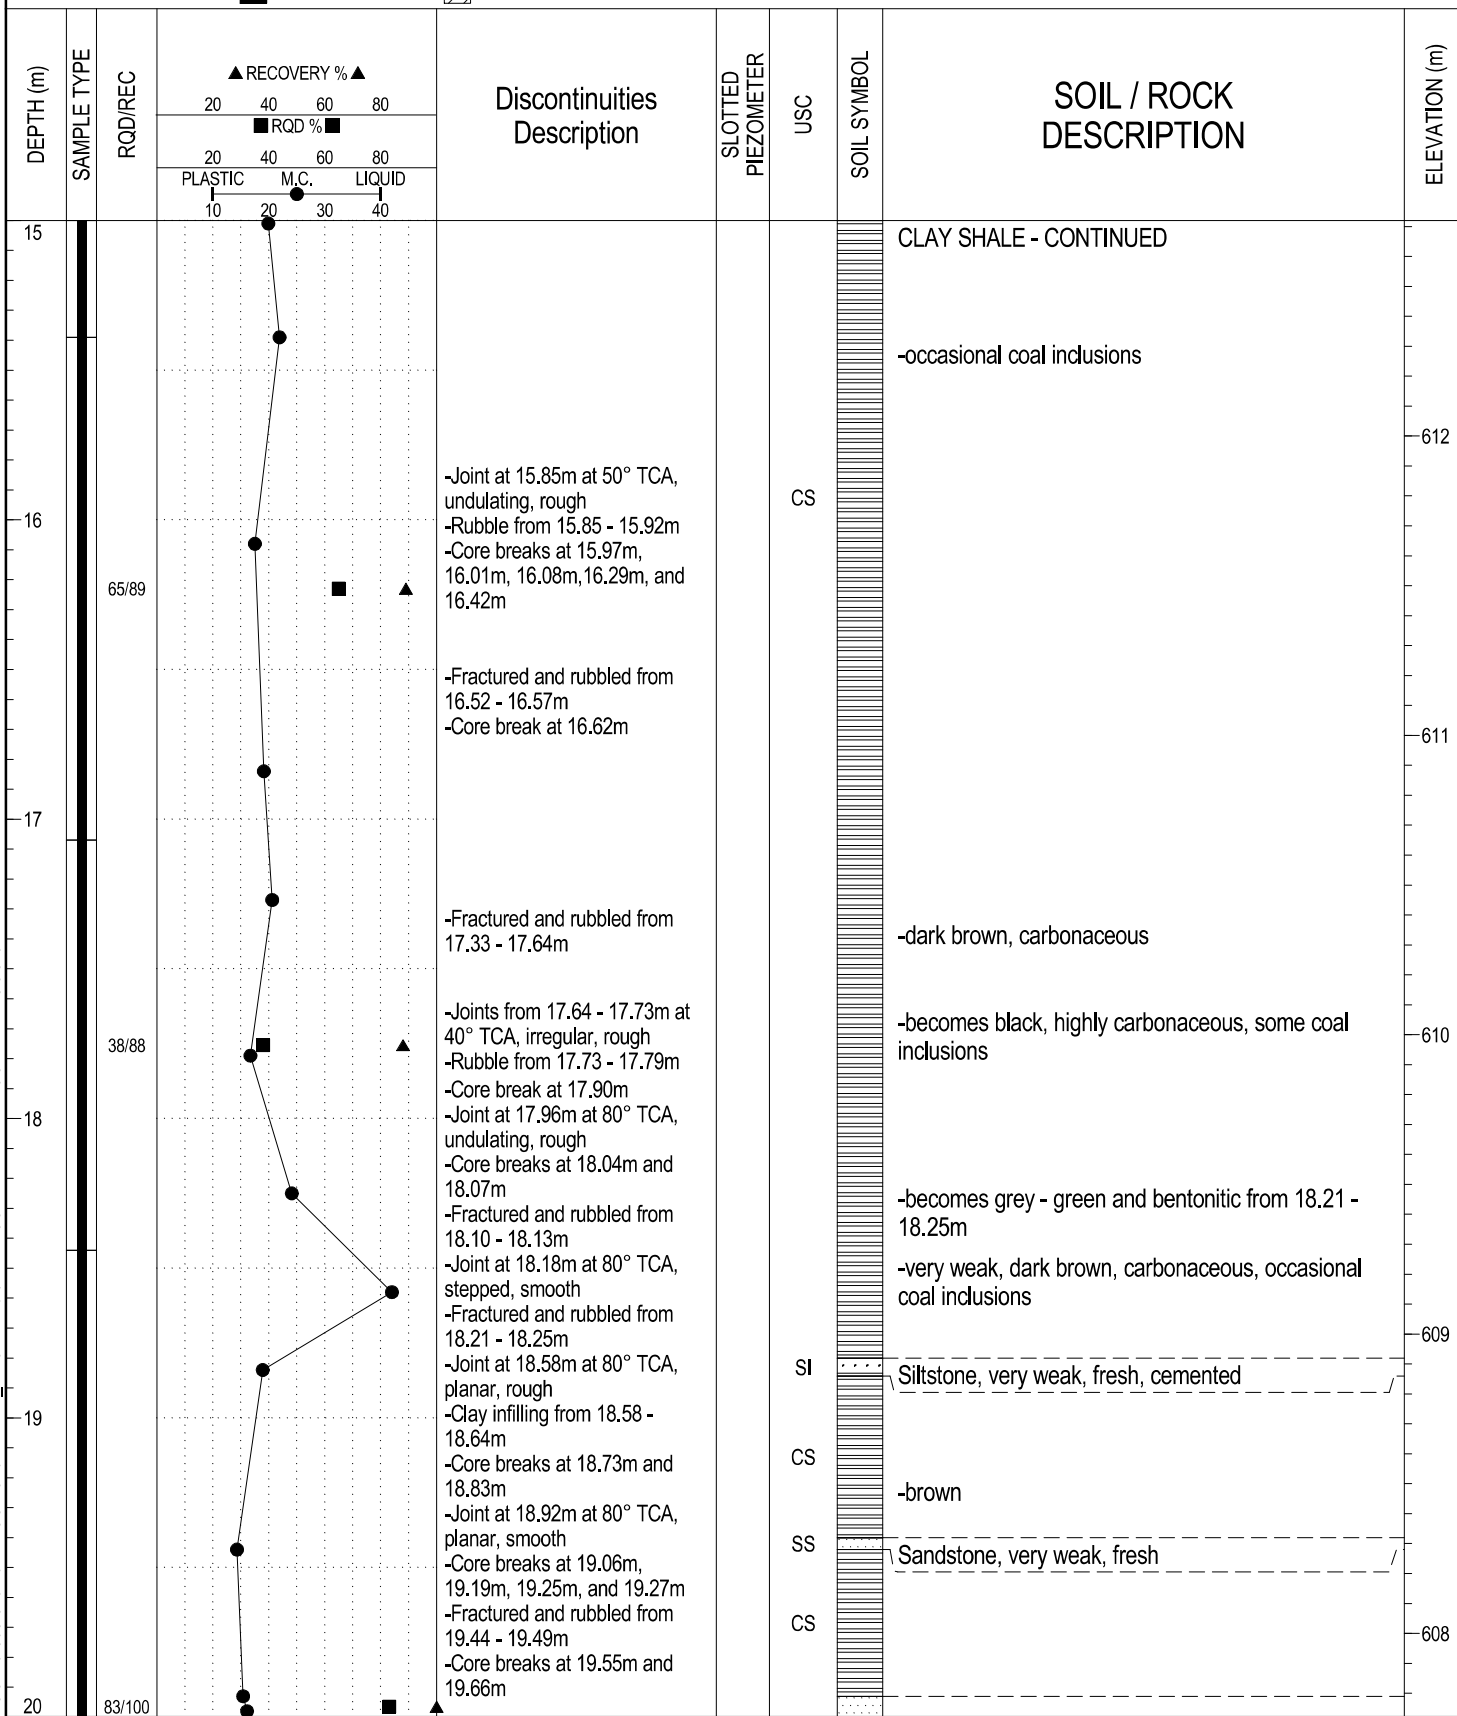 DEPTH (m)
SAMPLE TYPE
RQD/REC
▲ RECOVERY % ▲
20 40 60 80
■ RQD % ■
20 40 60 80
PLASTIC M.C. LIQUID
10 20 30 40
Discontinuities
Description
SLOTTED
PIEZOMETER
USC
SOIL SYMBOL
SOIL / ROCK
DESCRIPTION
ELEVATION (m)
15
16
17
18
19
20
65/89
38/88
83/100
-Joint at 15.85m at 50° TCA,
undulating, rough
-Rubble from 15.85 - 15.92m
-Core breaks at 15.97m,
16.01m, 16.08m,16.29m, and
16.42m
-Fractured and rubbled from
16.52 - 16.57m
-Core break at 16.62m
-Fractured and rubbled from
17.33 - 17.64m
-Joints from 17.64 - 17.73m at
40° TCA, irregular, rough
-Rubble from 17.73 - 17.79m
-Core break at 17.90m
-Joint at 17.96m at 80° TCA,
undulating, rough
-Core breaks at 18.04m and
18.07m
-Fractured and rubbled from
18.10 - 18.13m
-Joint at 18.18m at 80° TCA,
stepped, smooth
-Fractured and rubbled from
18.21 - 18.25m
-Joint at 18.58m at 80° TCA,
planar, rough
-Clay infilling from 18.58 -
18.64m
-Core breaks at 18.73m and
18.83m
-Joint at 18.92m at 80° TCA,
planar, smooth
-Core breaks at 19.06m,
19.19m, 19.25m, and 19.27m
-Fractured and rubbled from
19.44 - 19.49m
-Core breaks at 19.55m and
19.66m
CS
SI
CS
SS
CS
CLAY SHALE - CONTINUED
-occasional coal inclusions
-dark brown, carbonaceous
-becomes black, highly carbonaceous, some coal
inclusions
-becomes grey - green and bentonitic from 18.21 -
18.25m
-very weak, dark brown, carbonaceous, occasional
coal inclusions
Siltstone, very weak, fresh, cemented
-brown
Sandstone, very weak, fresh
612
611
610
609
608